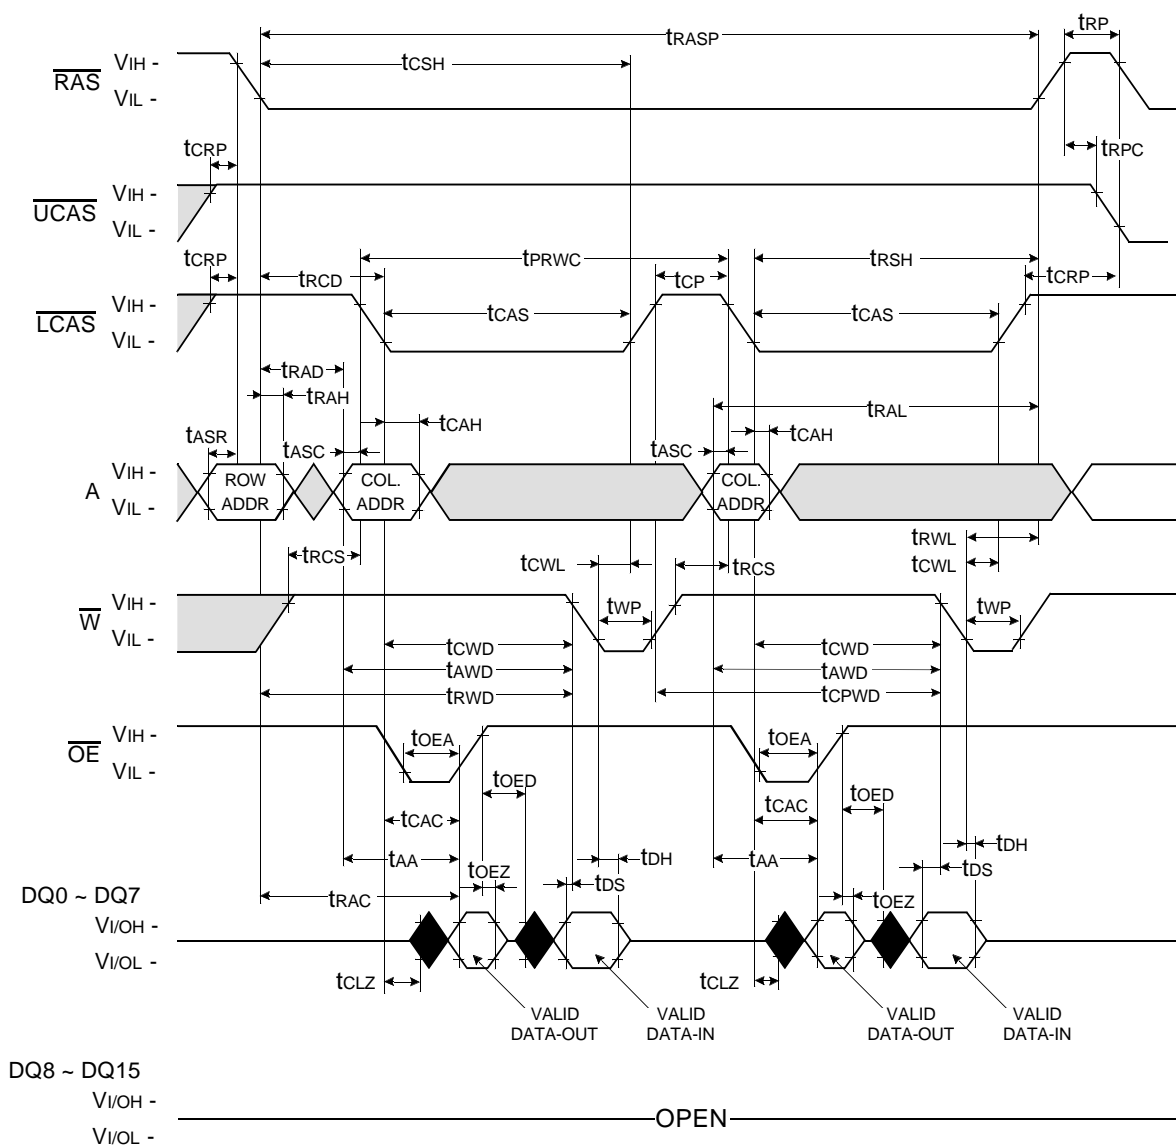 tRP
tRASP
tCSH
RAS
VIH -
VIL -
tCRP
tRPC
UCAS
VIH -
VIL -
tCRP
tPRWC
tRSH
tRCD
tCP
tCRP
LCAS
VIH -
VIL -
tCAS
tCAS
tRAD
tRAH
tRAL
tASR
tASC
tCAH
tASC
tCAH
A
VIH -
VIL -
ROW
ADDR
COL.
ADDR
COL.
ADDR
tRCS
tCWL
tRCS
tRWL
tCWL
W
VIH -
VIL -
tWP
tWP
tCWD
tCWD
tAWD
tAWD
tRWD
tCPWD
OE
VIH -
VIL -
tOEA
tOEA
tOED
tOED
tCAC
tCAC
tAA
tOEZ
tDH
tDS
tAA
tOEZ
tDH
tDS
tRAC
DQ0 ~ DQ7
VI/OH -
VI/OL -
tCLZ
tCLZ
VALID
DATA-OUT
VALID
DATA-IN
VALID
DATA-OUT
VALID
DATA-IN
DQ8 ~ DQ15
VI/OH -
VI/OL -
OPEN